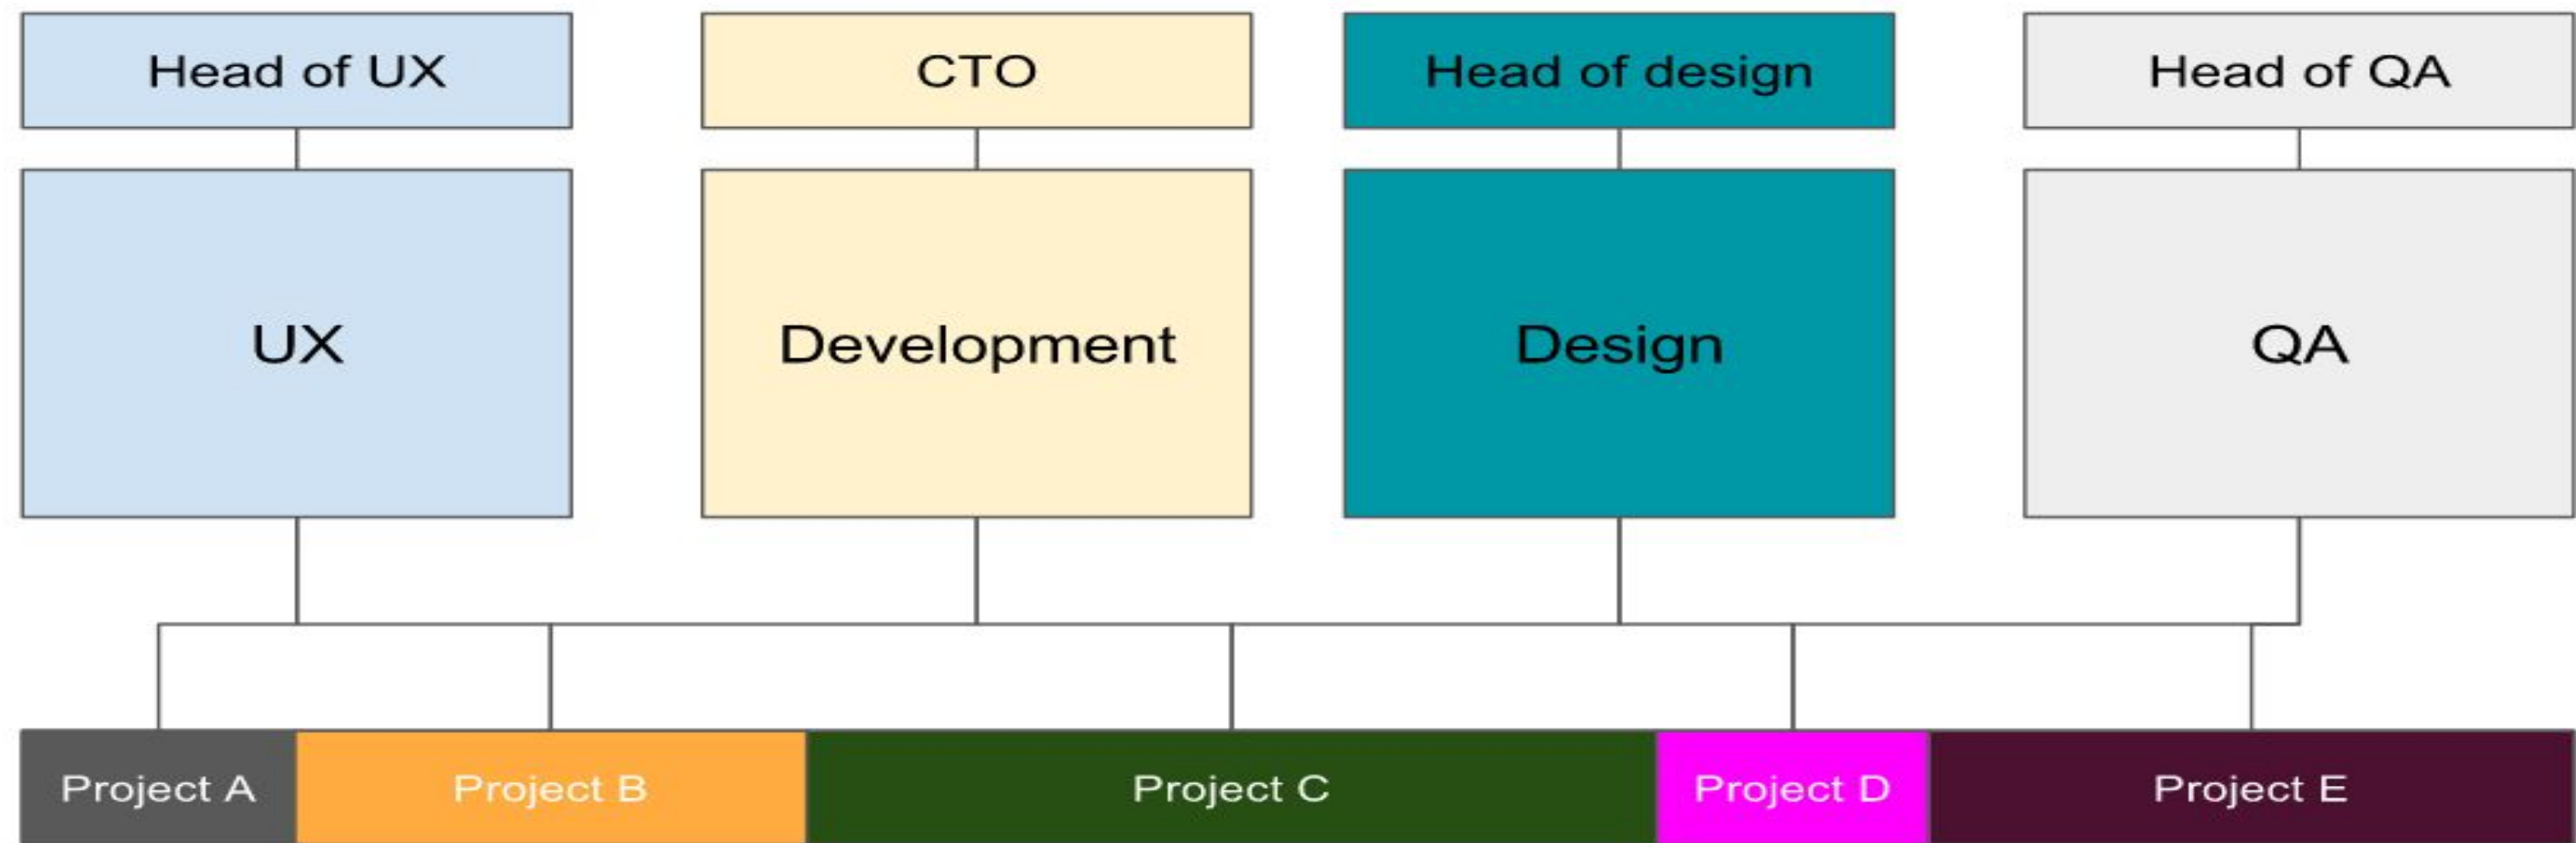 Head of UX
CTO
Head of design
Head of QA
UX
Development
Design
QA
Project A
Project B
Project C
Project D
Project E